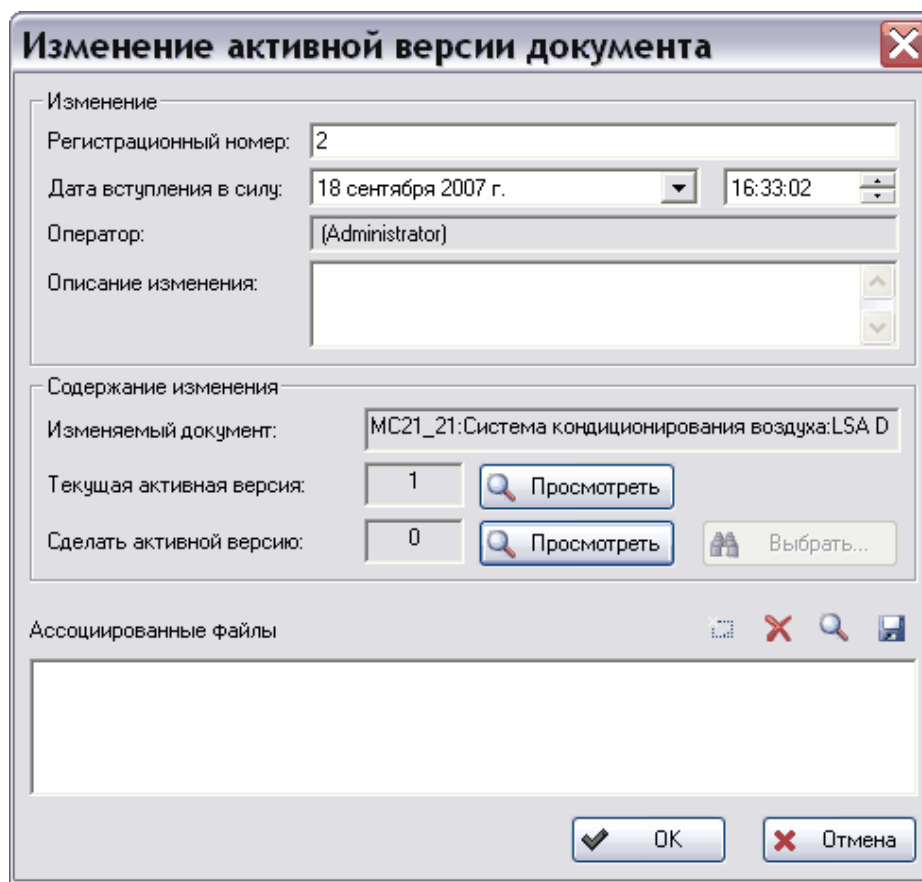 Изменение активной версии документа
Изменение
Регистрационный номер: 2
Дата вступления в силу: 18 сентября 2007 г. 16:33:02
Оператор: (Administrator)
Описание изменения:
Содержание изменения
Изменяемый документ: МС21_21:Система кондиционирования воздуха:LSA D
Текущая активная версия: 1 Просмотреть
Сделать активной версию: 0 Просмотреть Выбрать...
Ассоциированные файлы
OK Отмена